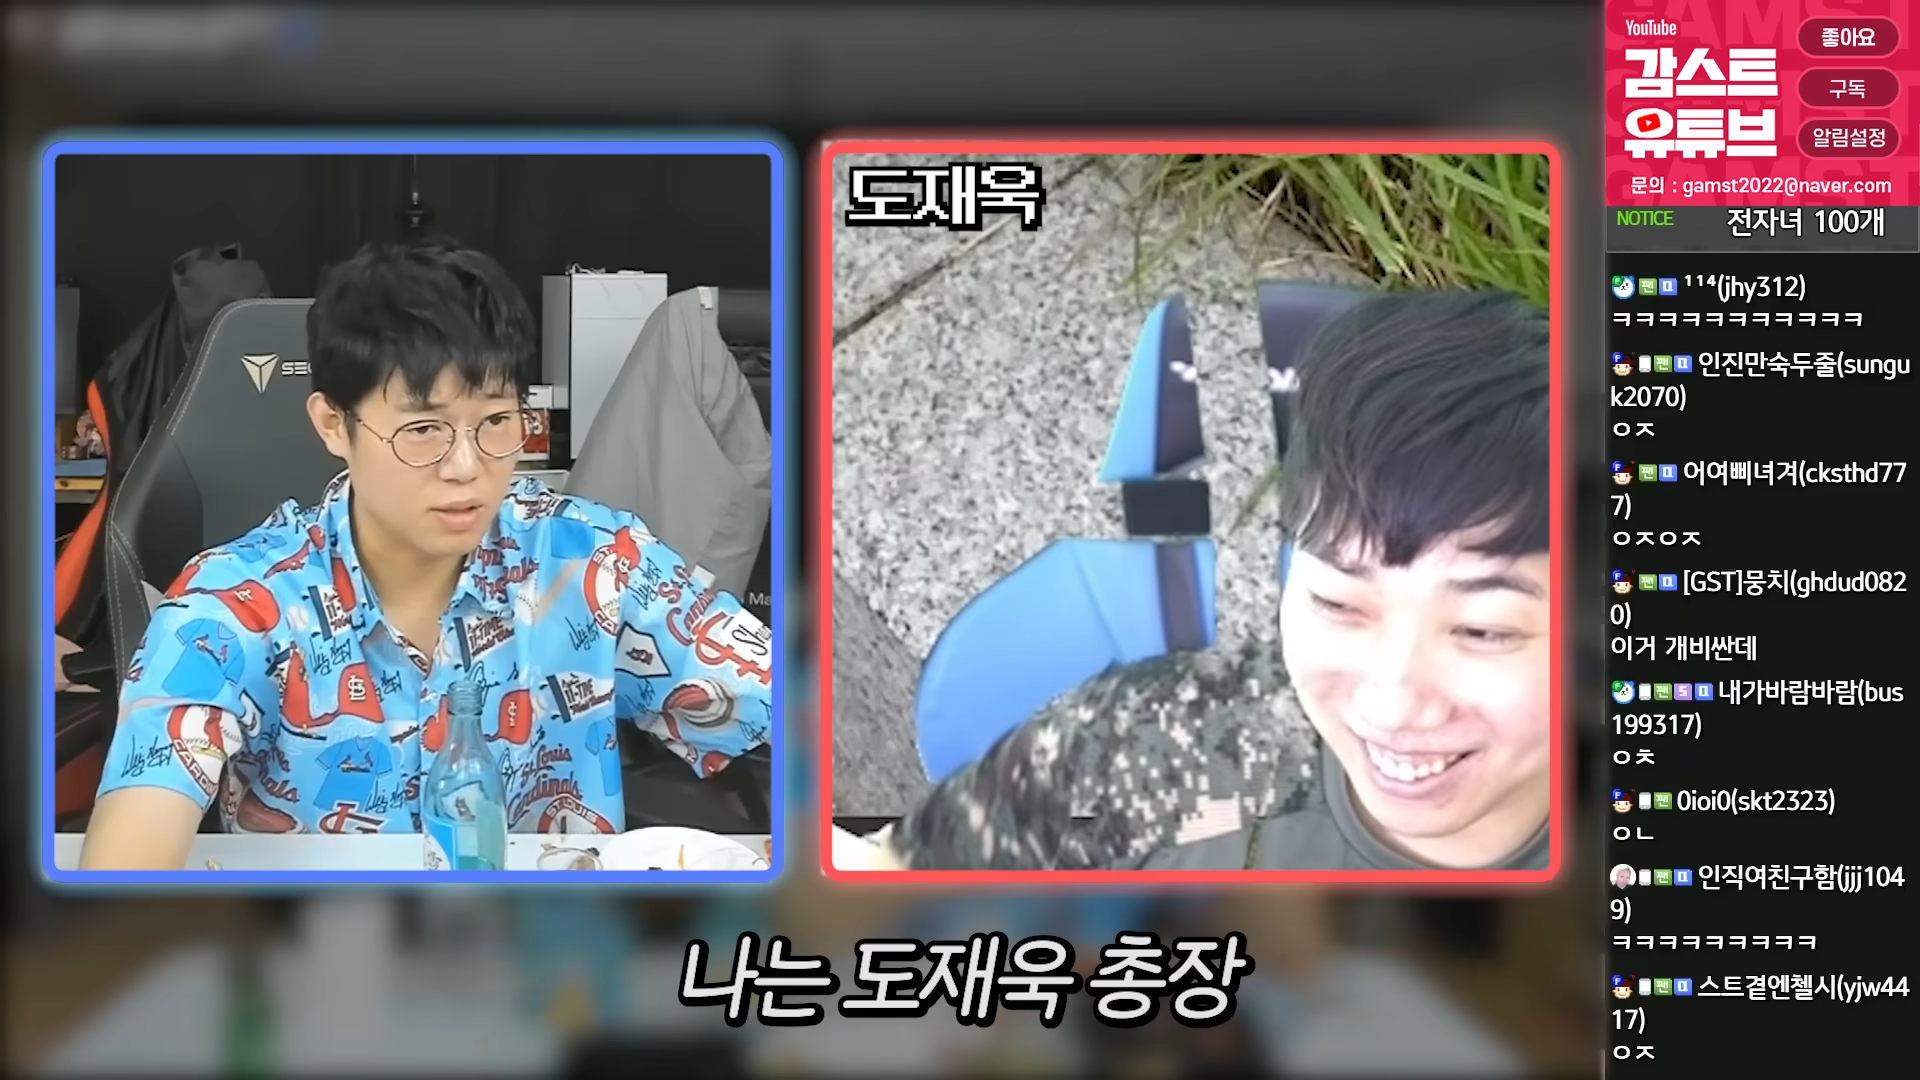 YouTube
감스트
유튜브
좋아요
구독
알림설정
문의 : gamst2022@naver.com
NOTICE
전자녀 100개
도재욱
¹¹⁴(jhy312)
ㅋㅋㅋㅋㅋㅋㅋㅋㅋㅋㅋ
인진만숙두줄(sungu
k2070)
ㅇㅈ
어여삐녀겨(cksthd77
7)
ㅇㅈㅇㅈ
[GST]뭉치(ghdud082
0)
이거 개비싼데
내가바람바람(bus
199317)
ㅇㅊ
0ioi0(skt2323)
ㅇㄴ
인직여친구함(jjj104
9)
ㅋㅋㅋㅋㅋㅋㅋㅋㅋ
스트곁엔첼시(yjw44
17)
ㅇㅈ
나는 도재욱 총장